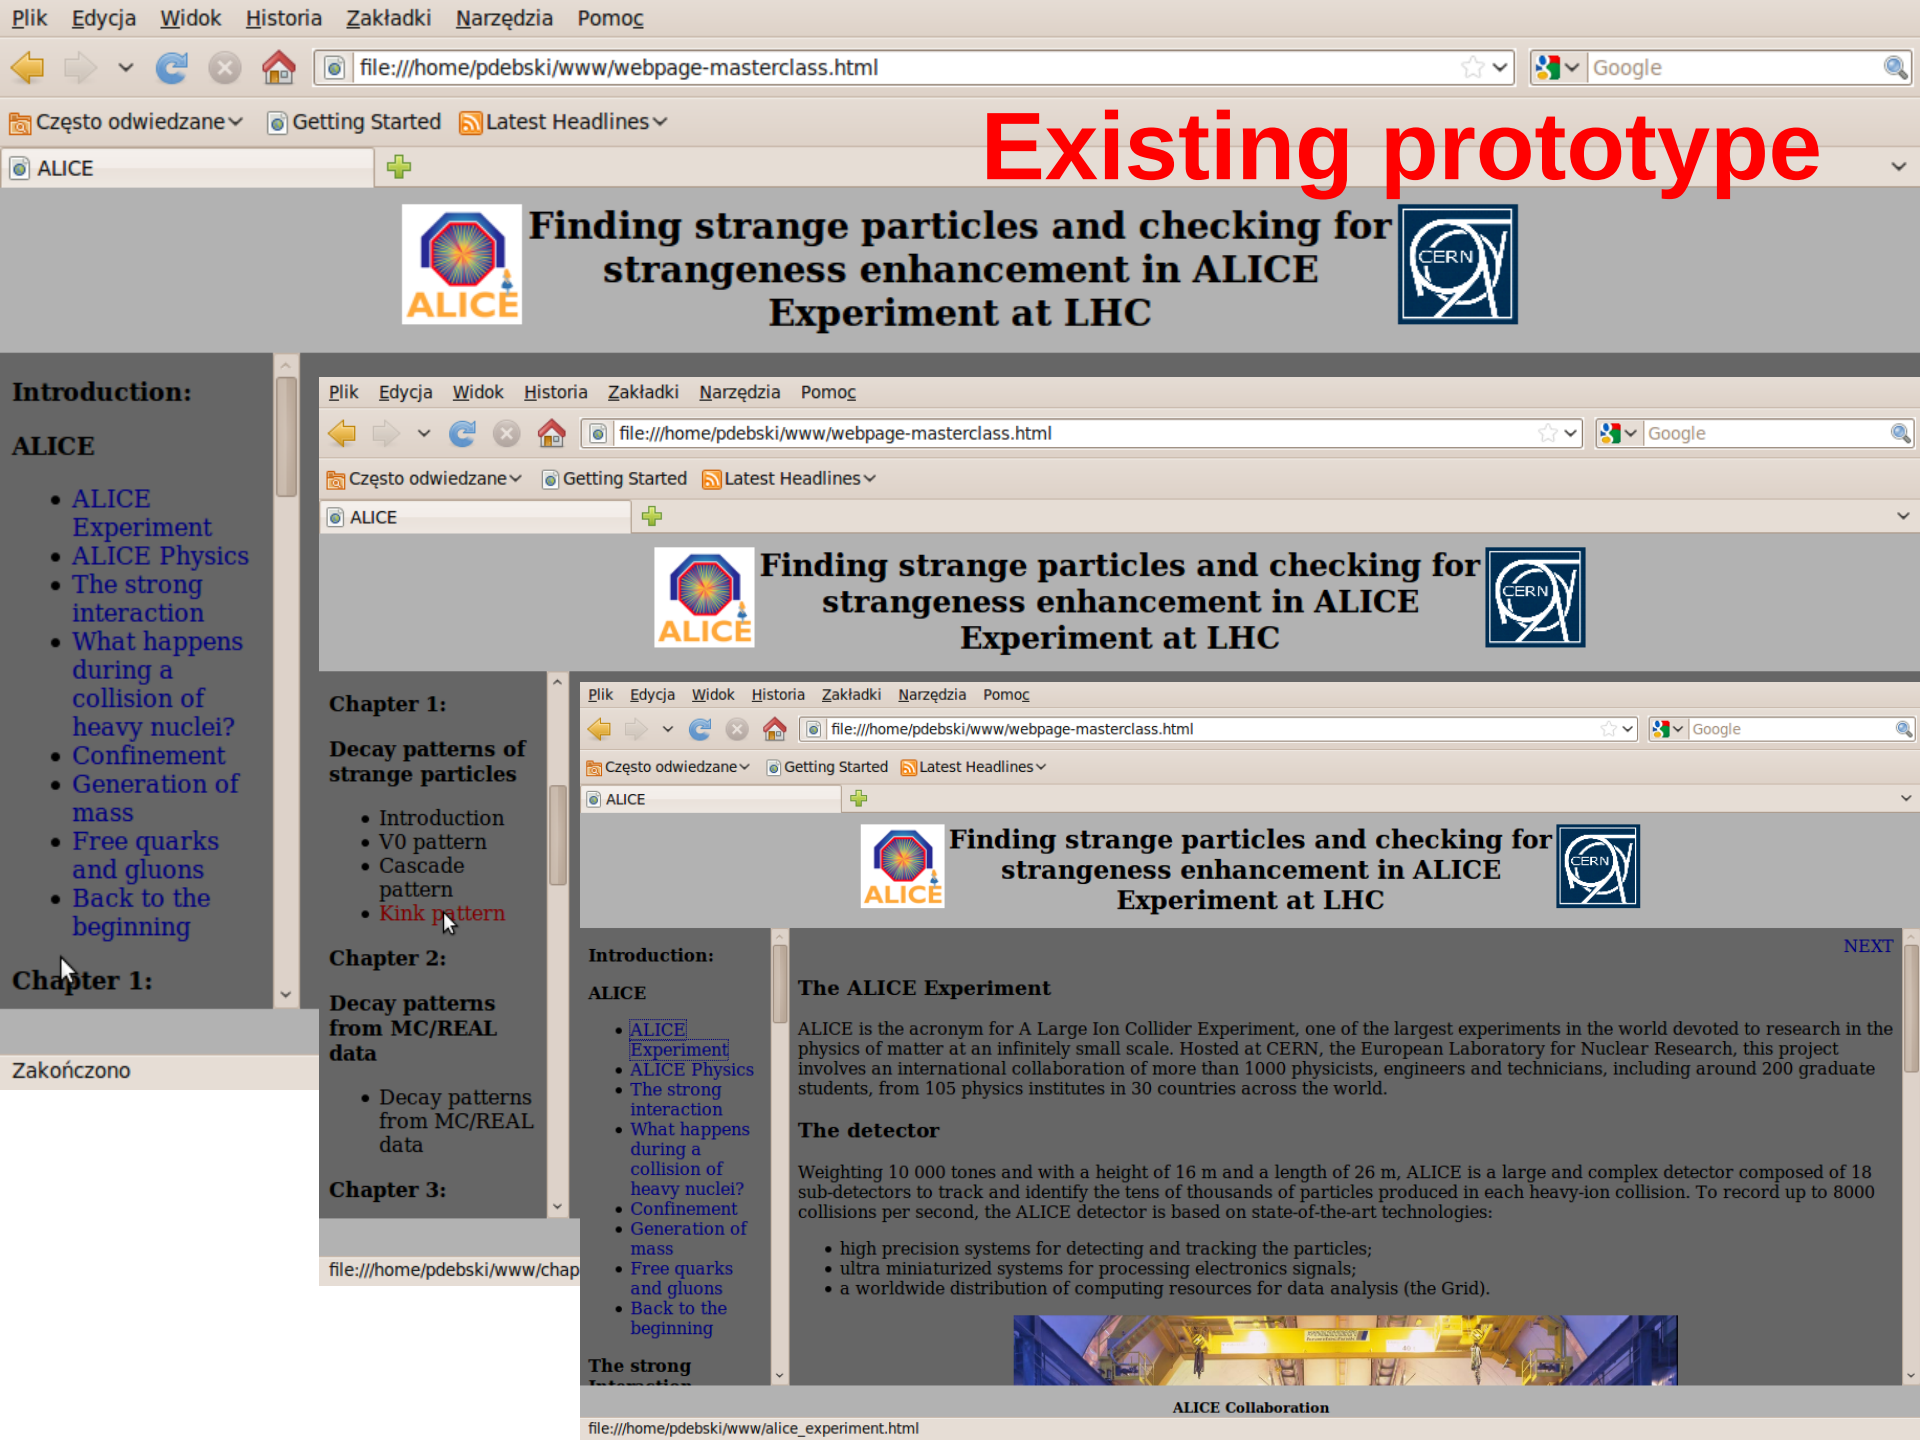 Plik Edycja Widok Historia Zakładki Narzędzia Pomoc
file:///home/pdebski/www/webpage-masterclass.html
Google
Często odwiedzane Getting Started Latest Headlines
Existing prototype
ALICE
ALICE
Finding strange particles and checking for
strangeness enhancement in ALICE
Experiment at LHC
CERN
Introduction:
ALICE
• ALICE
Experiment
• ALICE Physics
• The strong
interaction
• What happens
during a
collision of
heavy nuclei?
• Confinement
• Generation of
mass
• Free quarks
and gluons
• Back to the
beginning
Chapter 1:
Zakończono
Plik Edycja Widok Historia Zakładki Narzędzia Pomoc
file:///home/pdebski/www/webpage-masterclass.html
Google
Często odwiedzane Getting Started Latest Headlines
ALICE
ALICE
Finding strange particles and checking for
strangeness enhancement in ALICE
Experiment at LHC
CERN
Chapter 1:
Decay patterns of
strange particles
• Introduction
• V0 pattern
• Cascade
pattern
• Kink pattern
Chapter 2:
Decay patterns
from MC/REAL
data
• Decay patterns
from MC/REAL
data
Chapter 3:
file:///home/pdebski/www/chap
Plik Edycja Widok Historia Zakładki Narzędzia Pomoc
file:///home/pdebski/www/webpage-masterclass.html
Google
Często odwiedzane Getting Started Latest Headlines
ALICE
ALICE
Finding strange particles and checking for
strangeness enhancement in ALICE
Experiment at LHC
CERN
Introduction:
ALICE
• ALICE
Experiment
• ALICE Physics
• The strong
interaction
• What happens
during a
collision of
heavy nuclei?
• Confinement
• Generation of
mass
• Free quarks
and gluons
• Back to the
beginning
The strong
Interaction
NEXT
The ALICE Experiment
ALICE is the acronym for A Large Ion Collider Experiment, one of the largest experiments in the world devoted to research in the
physics of matter at an infinitely small scale. Hosted at CERN, the European Laboratory for Nuclear Research, this project
involves an international collaboration of more than 1000 physicists, engineers and technicians, including around 200 graduate
students, from 105 physics institutes in 30 countries across the world.
The detector
Weighting 10 000 tones and with a height of 16 m and a length of 26 m, ALICE is a large and complex detector composed of 18
sub-detectors to track and identify the tens of thousands of particles produced in each heavy-ion collision. To record up to 8000
collisions per second, the ALICE detector is based on state-of-the-art technologies:
• high precision systems for detecting and tracking the particles;
• ultra miniaturized systems for processing electronics signals;
• a worldwide distribution of computing resources for data analysis (the Grid).
ALICE Collaboration
file:///home/pdebski/www/alice_experiment.html